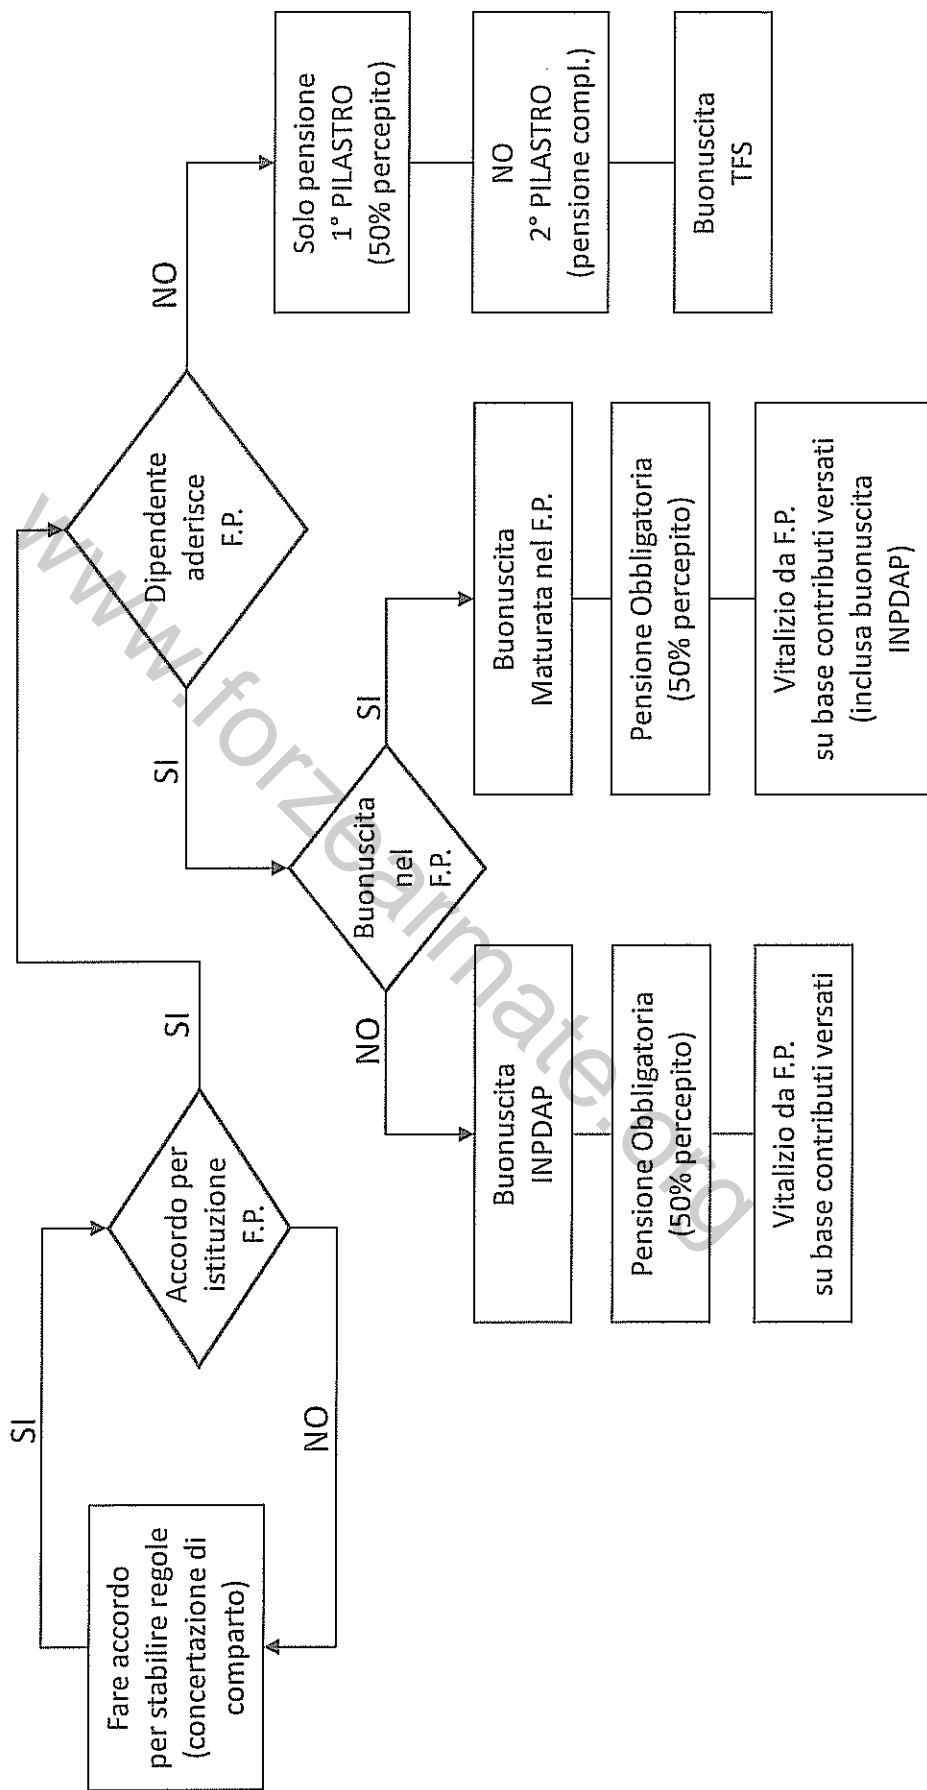 Fare accordo
per stabilire regole
(concertazione di
comparto)
SI
NO
Accordo per
istituzione
F.P.
SI
Dipendente
aderisce
F.P.
NO
Solo pensione
1° PILASTRO
(50% percepito)
NO
2° PILASTRO
(pensione compl.)
Buonuscita
TFS
SI
Buonuscita
nel
F.P.
NO
Buonuscita
INPDAP
Pensione Obbligatoria
(50% percepito)
Vitalizio da F.P.
su base contributi versati
SI
Buonuscita
Maturata nel F.P.
Pensione Obbligatoria
(50% percepito)
Vitalizio da F.P.
su base contributi versati
(inclusa buonuscita
INPDAP)
www.forzearmate.org